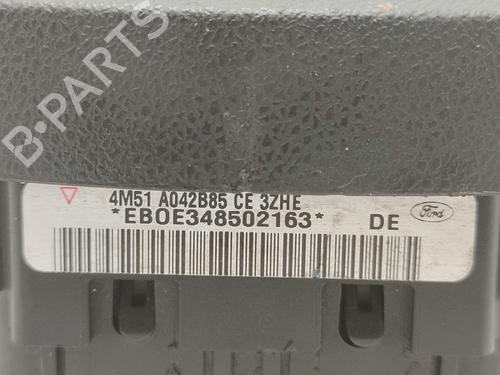 B-PARTS
4M51 A042B85 CE 3ZHE
*EBOE348502163* DE
Ford